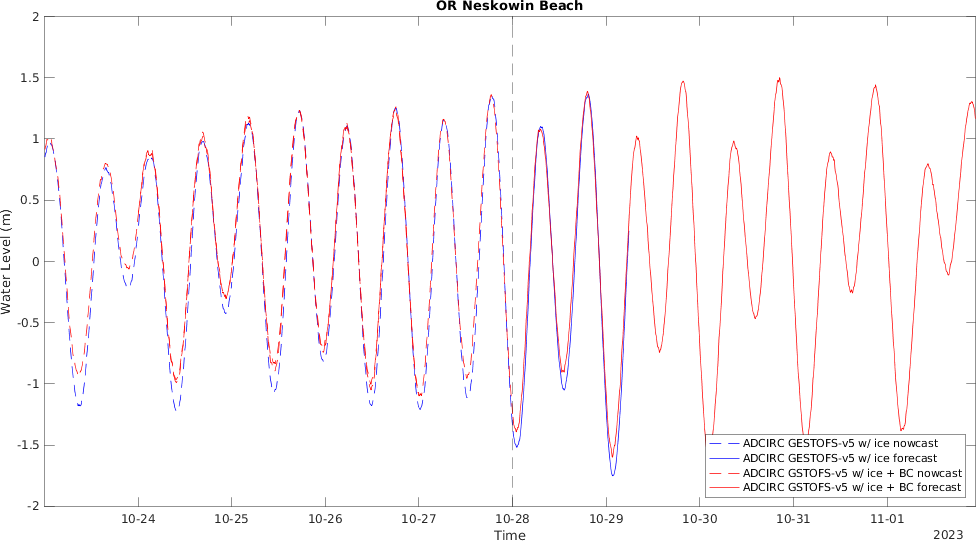 OR Neskowin Beach
2
1.5
1
0.5
0
-0.5
-1
-1.5
-2
Water Level (m)
ADCIRC GESTOFS-v5 w/ ice nowcast
ADCIRC GESTOFS-v5 w/ ice forecast
ADCIRC GSTOFS-v5 w/ ice + BC nowcast
ADCIRC GSTOFS-v5 w/ ice + BC forecast
10-24 10-25 10-26 10-27 10-28 10-29 10-30 10-31 11-01
Time
2023